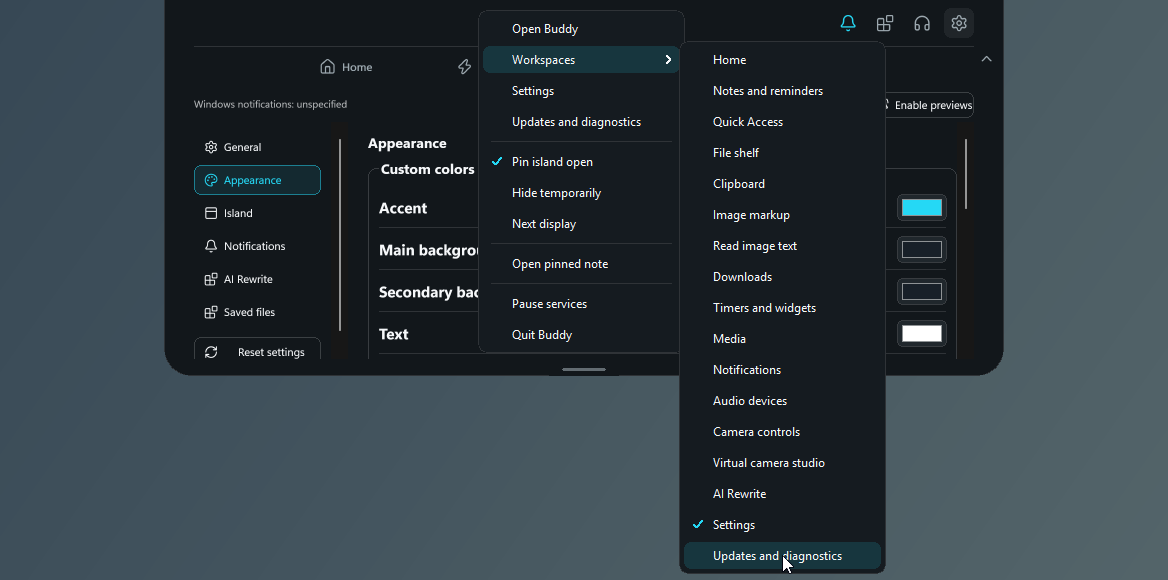 Home
Windows notifications: unspecified
Enable previews
General
Appearance
Island
Notifications
AI Rewrite
Saved files
Reset settings
Appearance
Custom colors
Accent
Main backgrou
Secondary bac
Text
Open Buddy
Workspaces
Settings
Updates and diagnostics
Pin island open
Hide temporarily
Next display
Open pinned note
Pause services
Quit Buddy
Home
Notes and reminders
Quick Access
File shelf
Clipboard
Image markup
Read image text
Downloads
Timers and widgets
Media
Notifications
Audio devices
Camera controls
Virtual camera studio
AI Rewrite
Settings
Updates and diagnostics